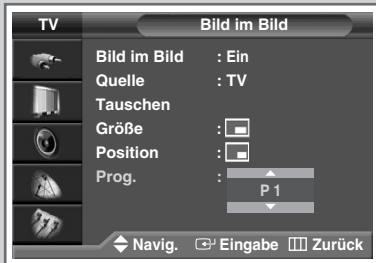 TV
Bild im Bild
Bild im Bild : Ein
Quelle : TV
Tauschen
Größe :
Position :
Prog. :
P 1
Navig. Eingabe Zurück